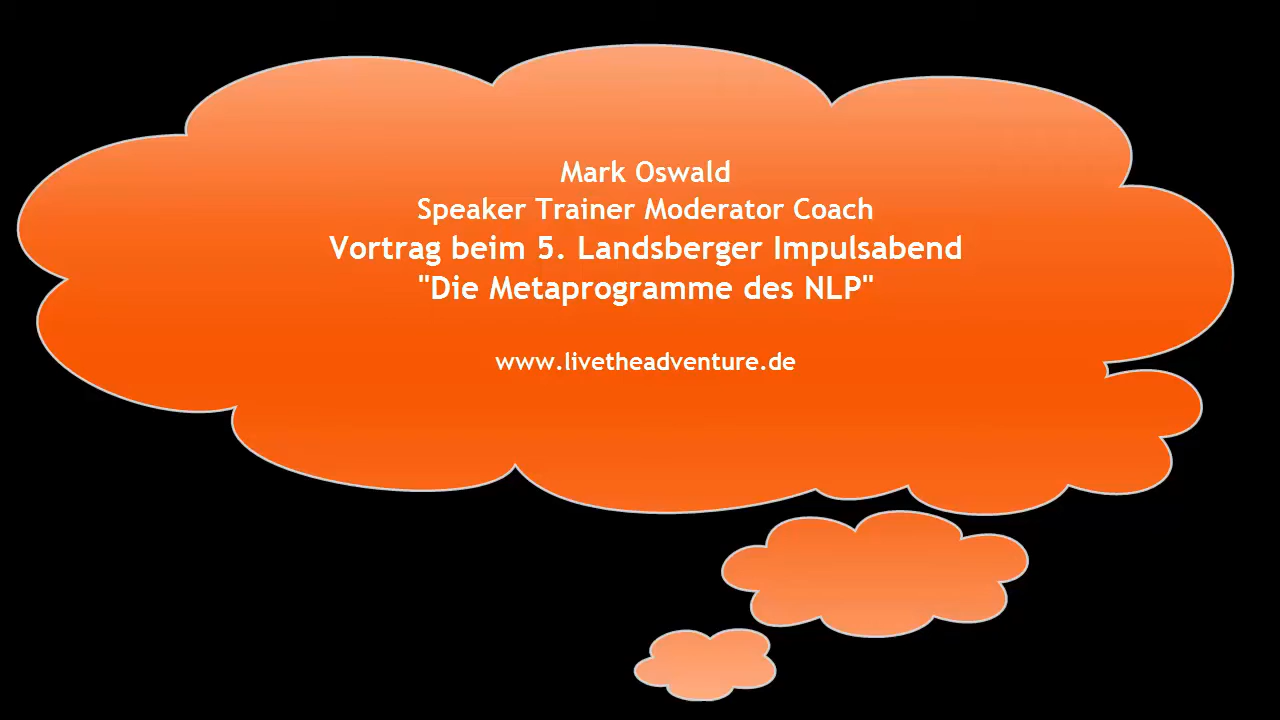 Mark Oswald
Speaker Trainer Moderator Coach
Vortrag beim 5. Landsberger Impulsabend
"Die Metaprogramme des NLP"
www.livetheadventure.de